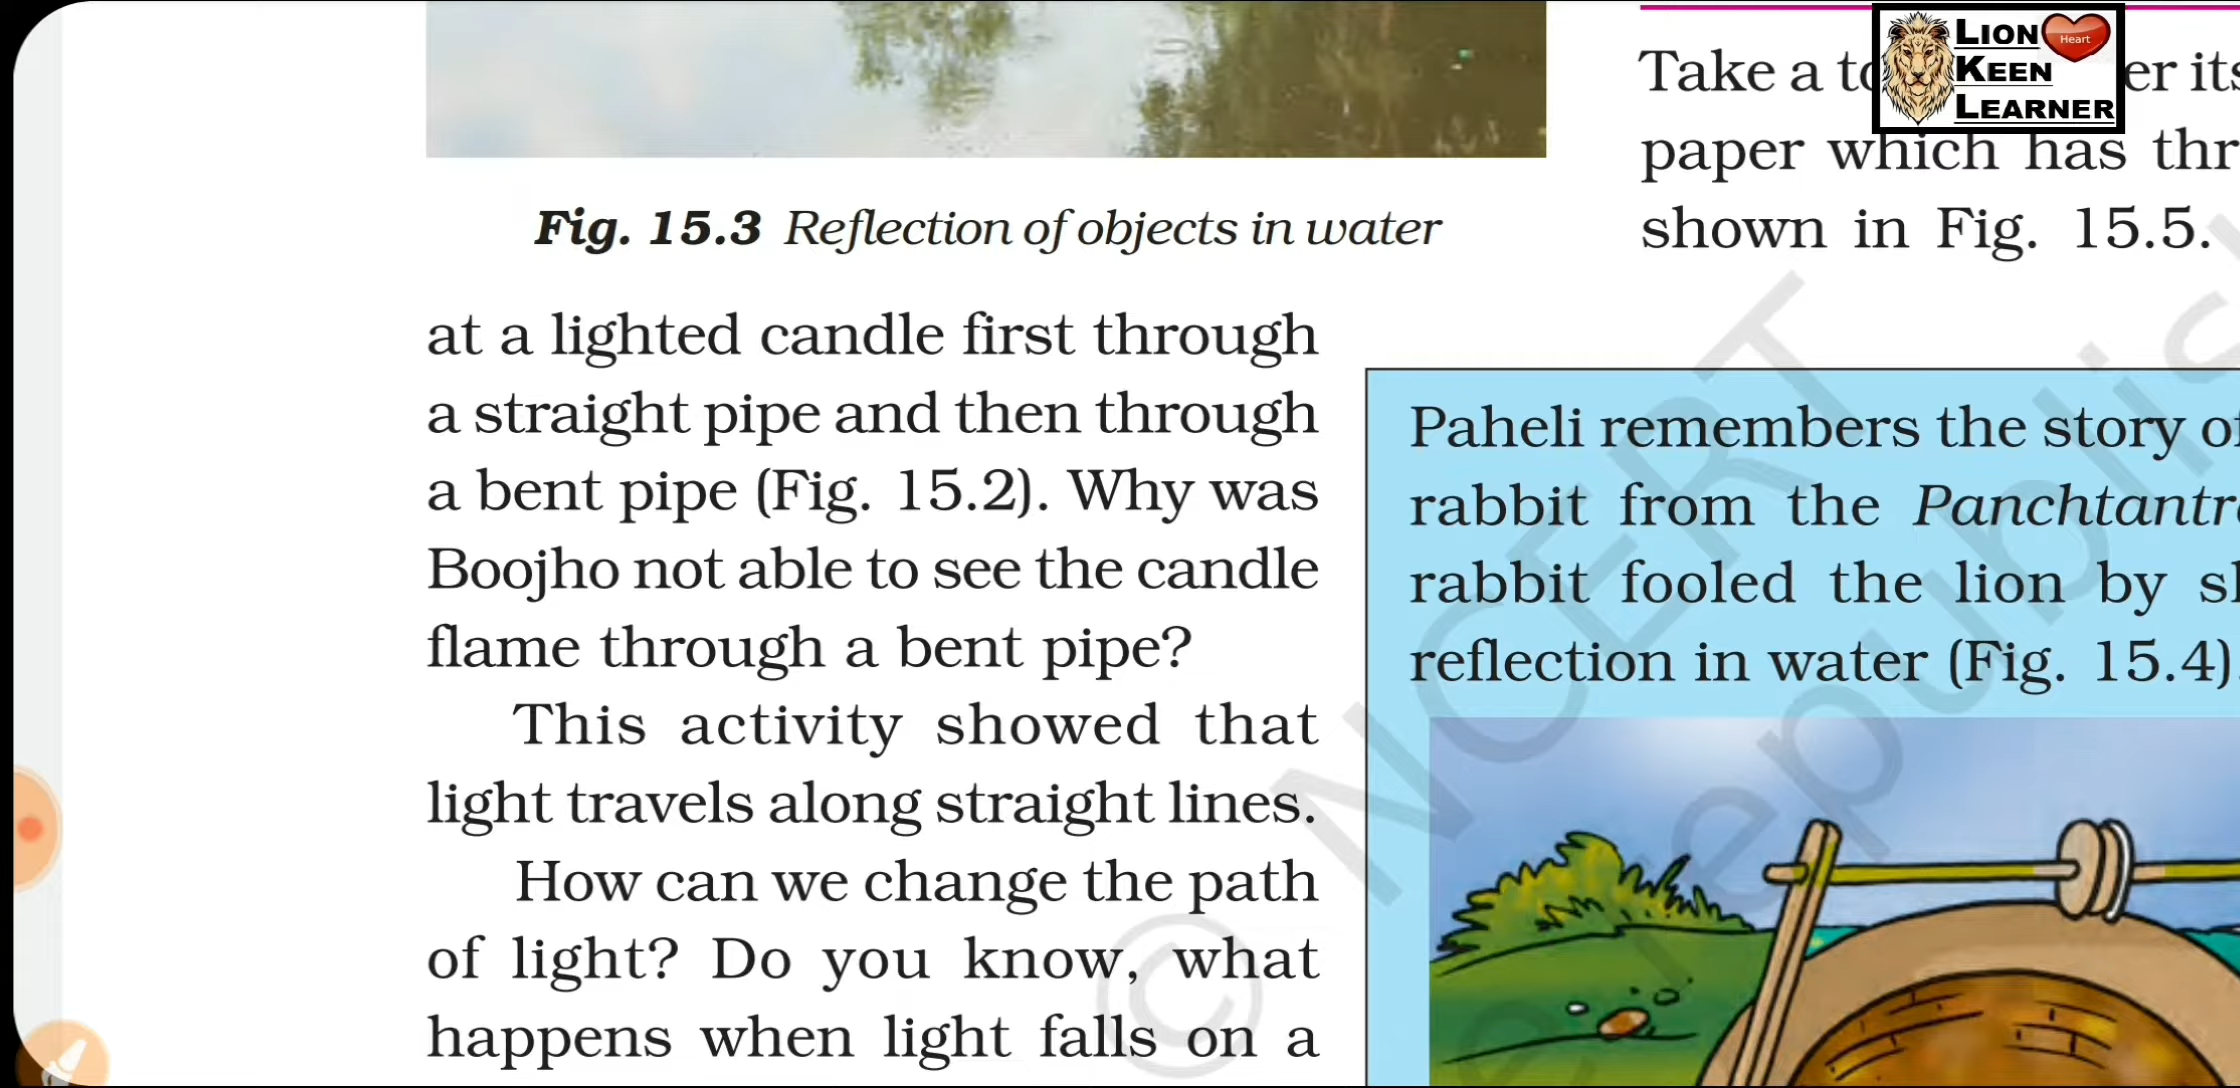 Fig. 15.3 Reflection of objects in water
at a lighted candle first through
a straight pipe and then through
a bent pipe (Fig. 15.2). Why was
Boojho not able to see the candle
flame through a bent pipe?
This activity showed that
light travels along straight lines.
How can we change the path
of light? Do you know, what
happens when light falls on a
Take a er its
paper which has
shown in Fig. 15.5.
LION Heart
KEEN
LEARNER
Paheli remembers the story of
rabbit from the
rabbit fooled the lion by
reflection in water (Fig. 15.4)
© NCERT
republis